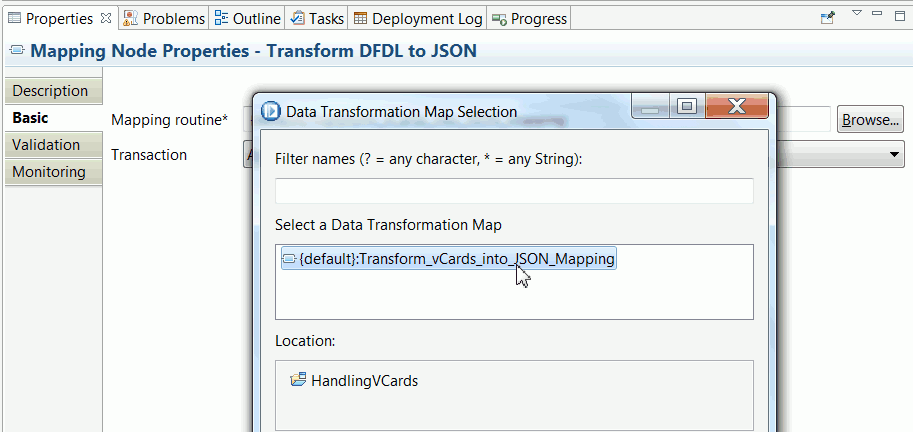 Properties Problems Outline Tasks Deployment Log Progress
Mapping Node Properties - Transform DFDL to JSON
Description
Basic
Validation
Monitoring
Mapping routine*
Browse...
Transaction
Data Transformation Map Selection
Filter names (? = any character, * = any String):
Select a Data Transformation Map
{default}:Transform_vCards_into_JSON_Mapping
Location:
HandlingVCards